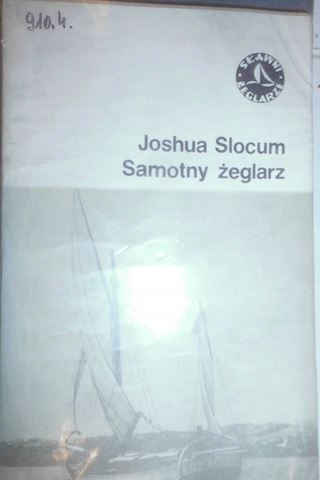 910.4.
SŁAWNI
ŻEGLARZE
Joshua Slocum
Samotny żeglarz